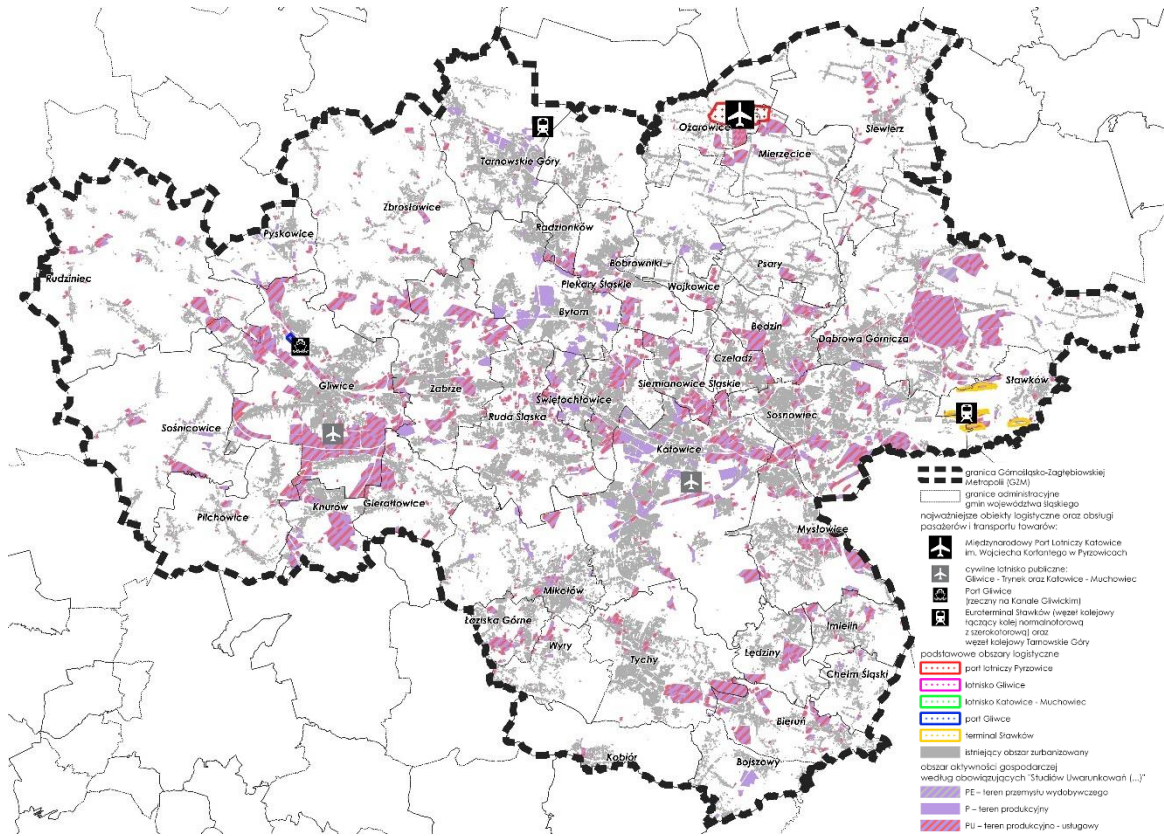 Ożarowice
Siewierz
Mierzęcice
Tarnowskie Góry
Zbrosławice
Radzionków
Pyskowice
Bobrowniki
Psary
Rudziniec
Piekary Śląskie
Wojkowice
Bytom
Będzin
Dąbrowa Górnicza
Czeladź
Gliwice
Zabrze
Siemianowice Śląskie
Sławków
Świętochłowice
Ruda Śląska
Sosnowiec
Sośnicowice
Katowice
Knurów
Gierałtowice
Pilchowice
Mysłowice
Mikołów
Łaziska Górne
Imielin
Wyry
Tychy
Lędziny
Chełm Śląski
Bieruń
Kobiór
Bojszowy
granica Górnośląsko-Zagłębiowskiej
Metropolii (GZM)
granice administracyjne
gmin województwa śląskiego
najważniejsze obiekty logistyczne oraz obsługi
pasażerów i transportu towarów:
Międzynarodowy Port Lotniczy Katowice
im. Wojciecha Korfantego w Pyrzowicach
cywilne lotnisko publiczne:
Gliwice - Trynek oraz Katowice - Muchowiec
Port Gliwice
(rzeczny na Kanale Gliwickim)
Euroterminal Sławków (węzeł kolejowy
łączący kolej normalnotorową
z szerokotorową) oraz
węzeł kolejowy Tarnowskie Góry
podstawowe obszary logistyczne
port lotniczy Pyrzowice
lotnisko Gliwice
lotnisko Katowice - Muchowiec
port Gliwce
terminal Sławków
istniejący obszar zurbanizowany
obszar aktywności gospodarczej
według obowiązujących "Studiów Uwarunkowań (...)"
PE – teren przemysłu wydobywczego
P – teren produkcyjny
PU – teren produkcyjno - usługowy